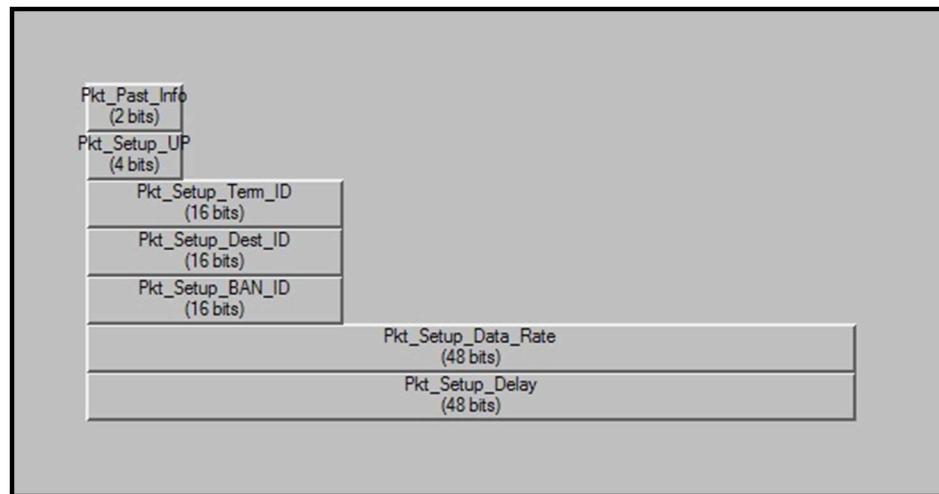 Pkt_Past_Info
(2 bits)
Pkt_Setup_UP
(4 bits)
Pkt_Setup_Term_ID
(16 bits)
Pkt_Setup_Dest_ID
(16 bits)
Pkt_Setup_BAN_ID
(16 bits)
Pkt_Setup_Data_Rate
(48 bits)
Pkt_Setup_Delay
(48 bits)